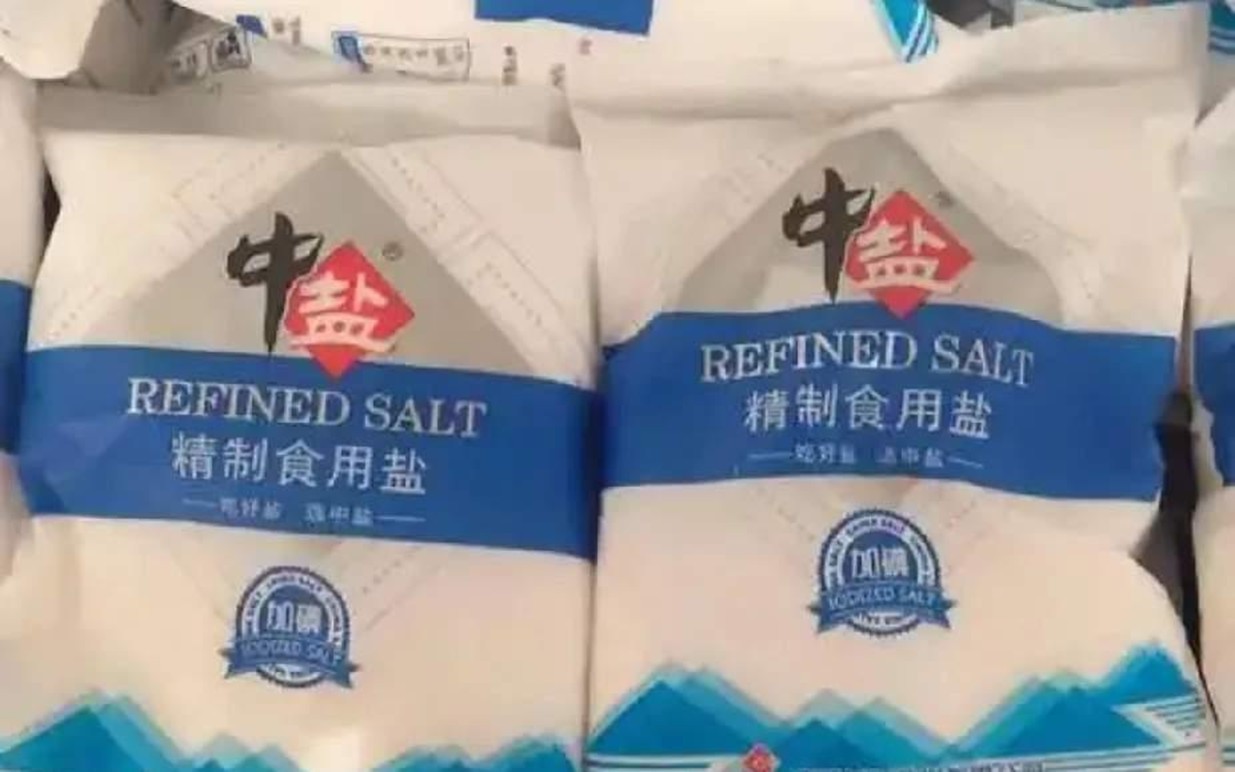 中盐®
REFINED SALT
精制食用盐
吃好盐 选中盐
加碘
IODIZED SALT
中盐
REFINED SALT
精制食用盐
吃好盐 选中盐
加碘
IODIZED SALT